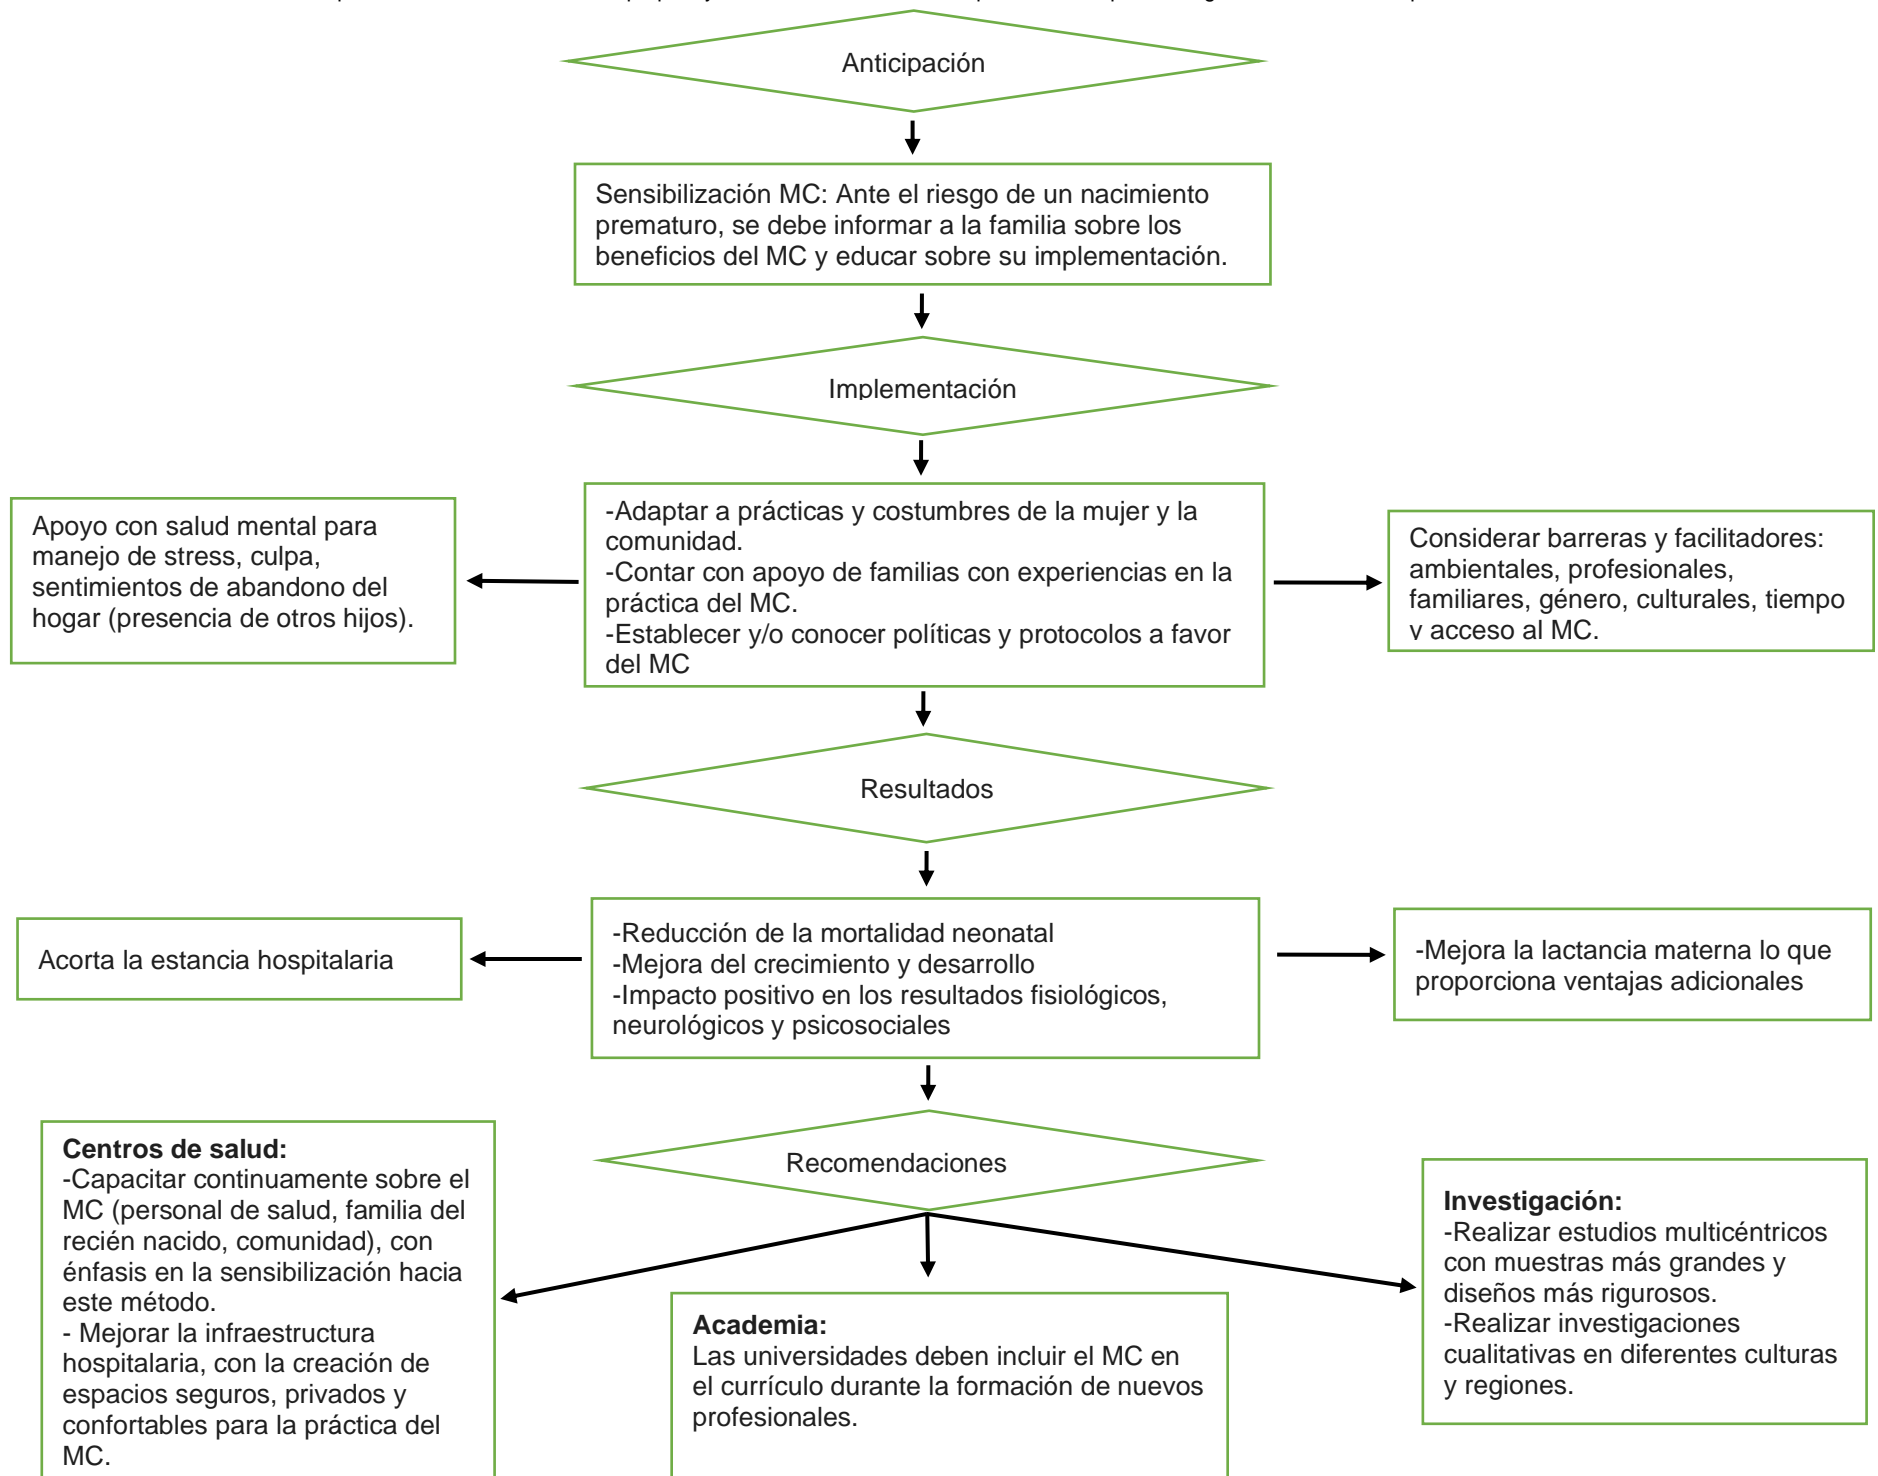 Anticipación
Sensibilización MC: Ante el riesgo de un nacimiento
prematuro, se debe informar a la familia sobre los
beneficios del MC y educar sobre su implementación.
Implementación
Apoyo con salud mental para
manejo de stress, culpa,
sentimientos de abandono del
hogar (presencia de otros hijos).
-Adaptar a prácticas y costumbres de la mujer y la
comunidad.
-Contar con apoyo de familias con experiencias en la
práctica del MC.
-Establecer y/o conocer políticas y protocolos a favor
del MC
Considerar barreras y facilitadores:
ambientales, profesionales,
familiares, género, culturales, tiempo
y acceso al MC.
Resultados
Acorta la estancia hospitalaria
-Reducción de la mortalidad neonatal
-Mejora del crecimiento y desarrollo
-Impacto positivo en los resultados fisiológicos,
neurológicos y psicosociales
-Mejora la lactancia materna lo que
proporciona ventajas adicionales
Recomendaciones
Centros de salud:
-Capacitar continuamente sobre el
MC (personal de salud, familia del
recién nacido, comunidad), con
énfasis en la sensibilización hacia
este método.
- Mejorar la infraestructura
hospitalaria, con la creación de
espacios seguros, privados y
confortables para la práctica del
MC.
Academia:
Las universidades deben incluir el MC en
el currículo durante la formación de nuevos
profesionales.
Investigación:
-Realizar estudios multicéntricos
con muestras más grandes y
diseños más rigurosos.
-Realizar investigaciones
cualitativas en diferentes culturas
y regiones.